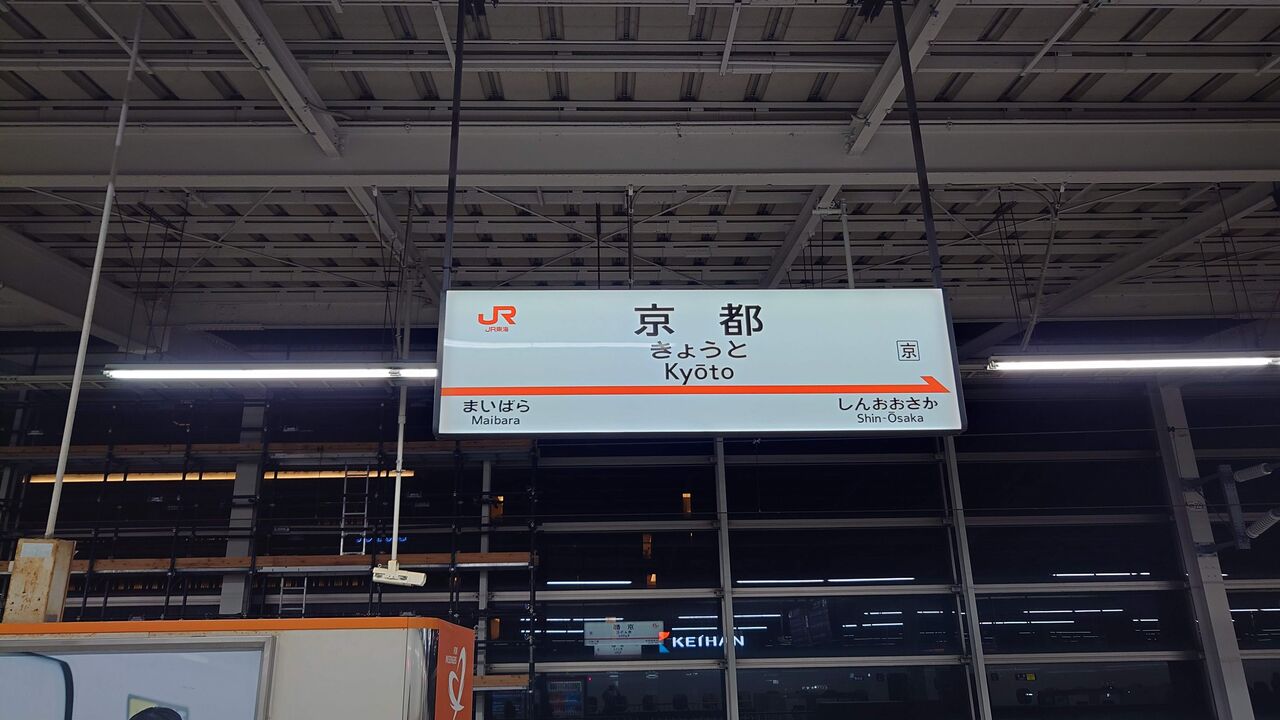 JR
JR東海
京都
きょうと
Kyōto
京
まいばら
Maibara
しんおおさか
Shin-Ōsaka
KEIHAN